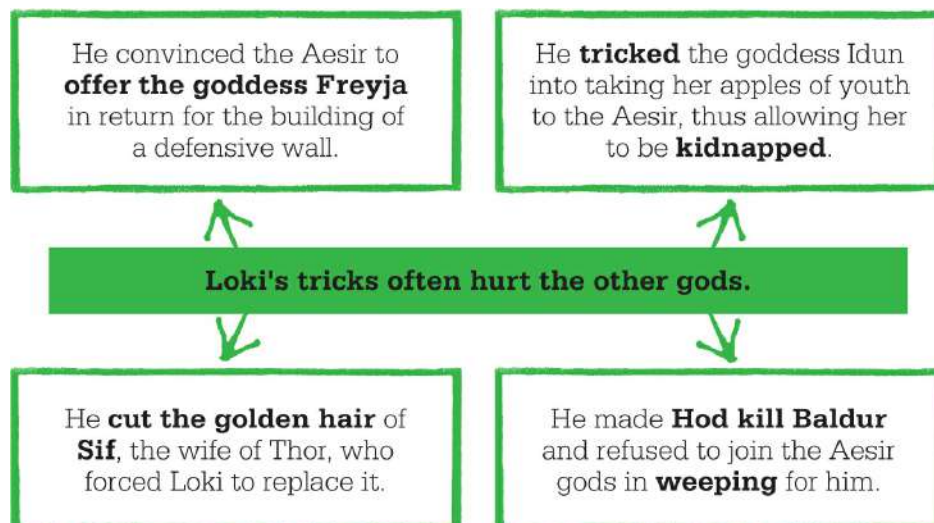 He convinced the Aesir to
offer the goddess Freyja
in return for the building of
a defensive wall.
He tricked the goddess Idun
into taking her apples of youth
to the Aesir, thus allowing her
to be kidnapped.
Loki's tricks often hurt the other gods.
He cut the golden hair of
Sif, the wife of Thor, who
forced Loki to replace it.
He made Hod kill Baldur
and refused to join the Aesir
gods in weeping for him.